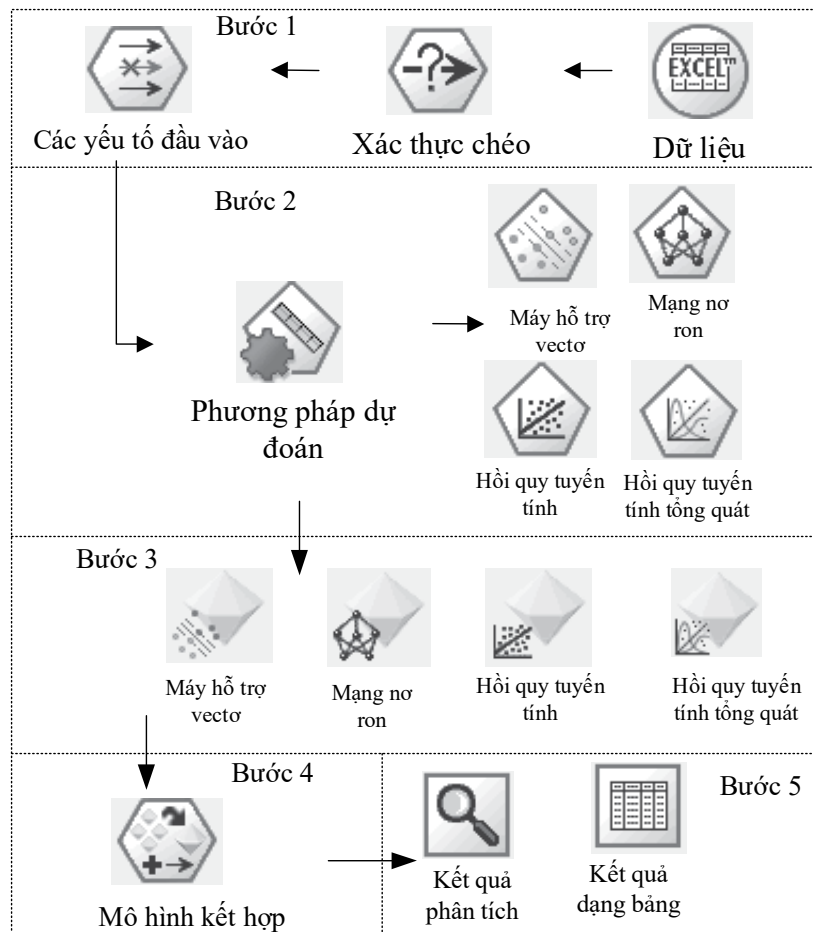 Bước 1
EXCEL™
Các yếu tố đầu vào
Xác thực chéo
Dữ liệu
Bước 2
Máy hỗ trợ
vectơ
Mạng nơ
ron
Phương pháp dự
đoán
Hồi quy tuyến
tính
Hồi quy tuyến
tính tổng quát
Bước 3
Máy hỗ trợ
vectơ
Mạng nơ
ron
Hồi quy tuyến
tính
Hồi quy tuyến
tính tổng quát
Bước 4
Mô hình kết hợp
Bước 5
Kết quả
phân tích
Kết quả
dạng bảng